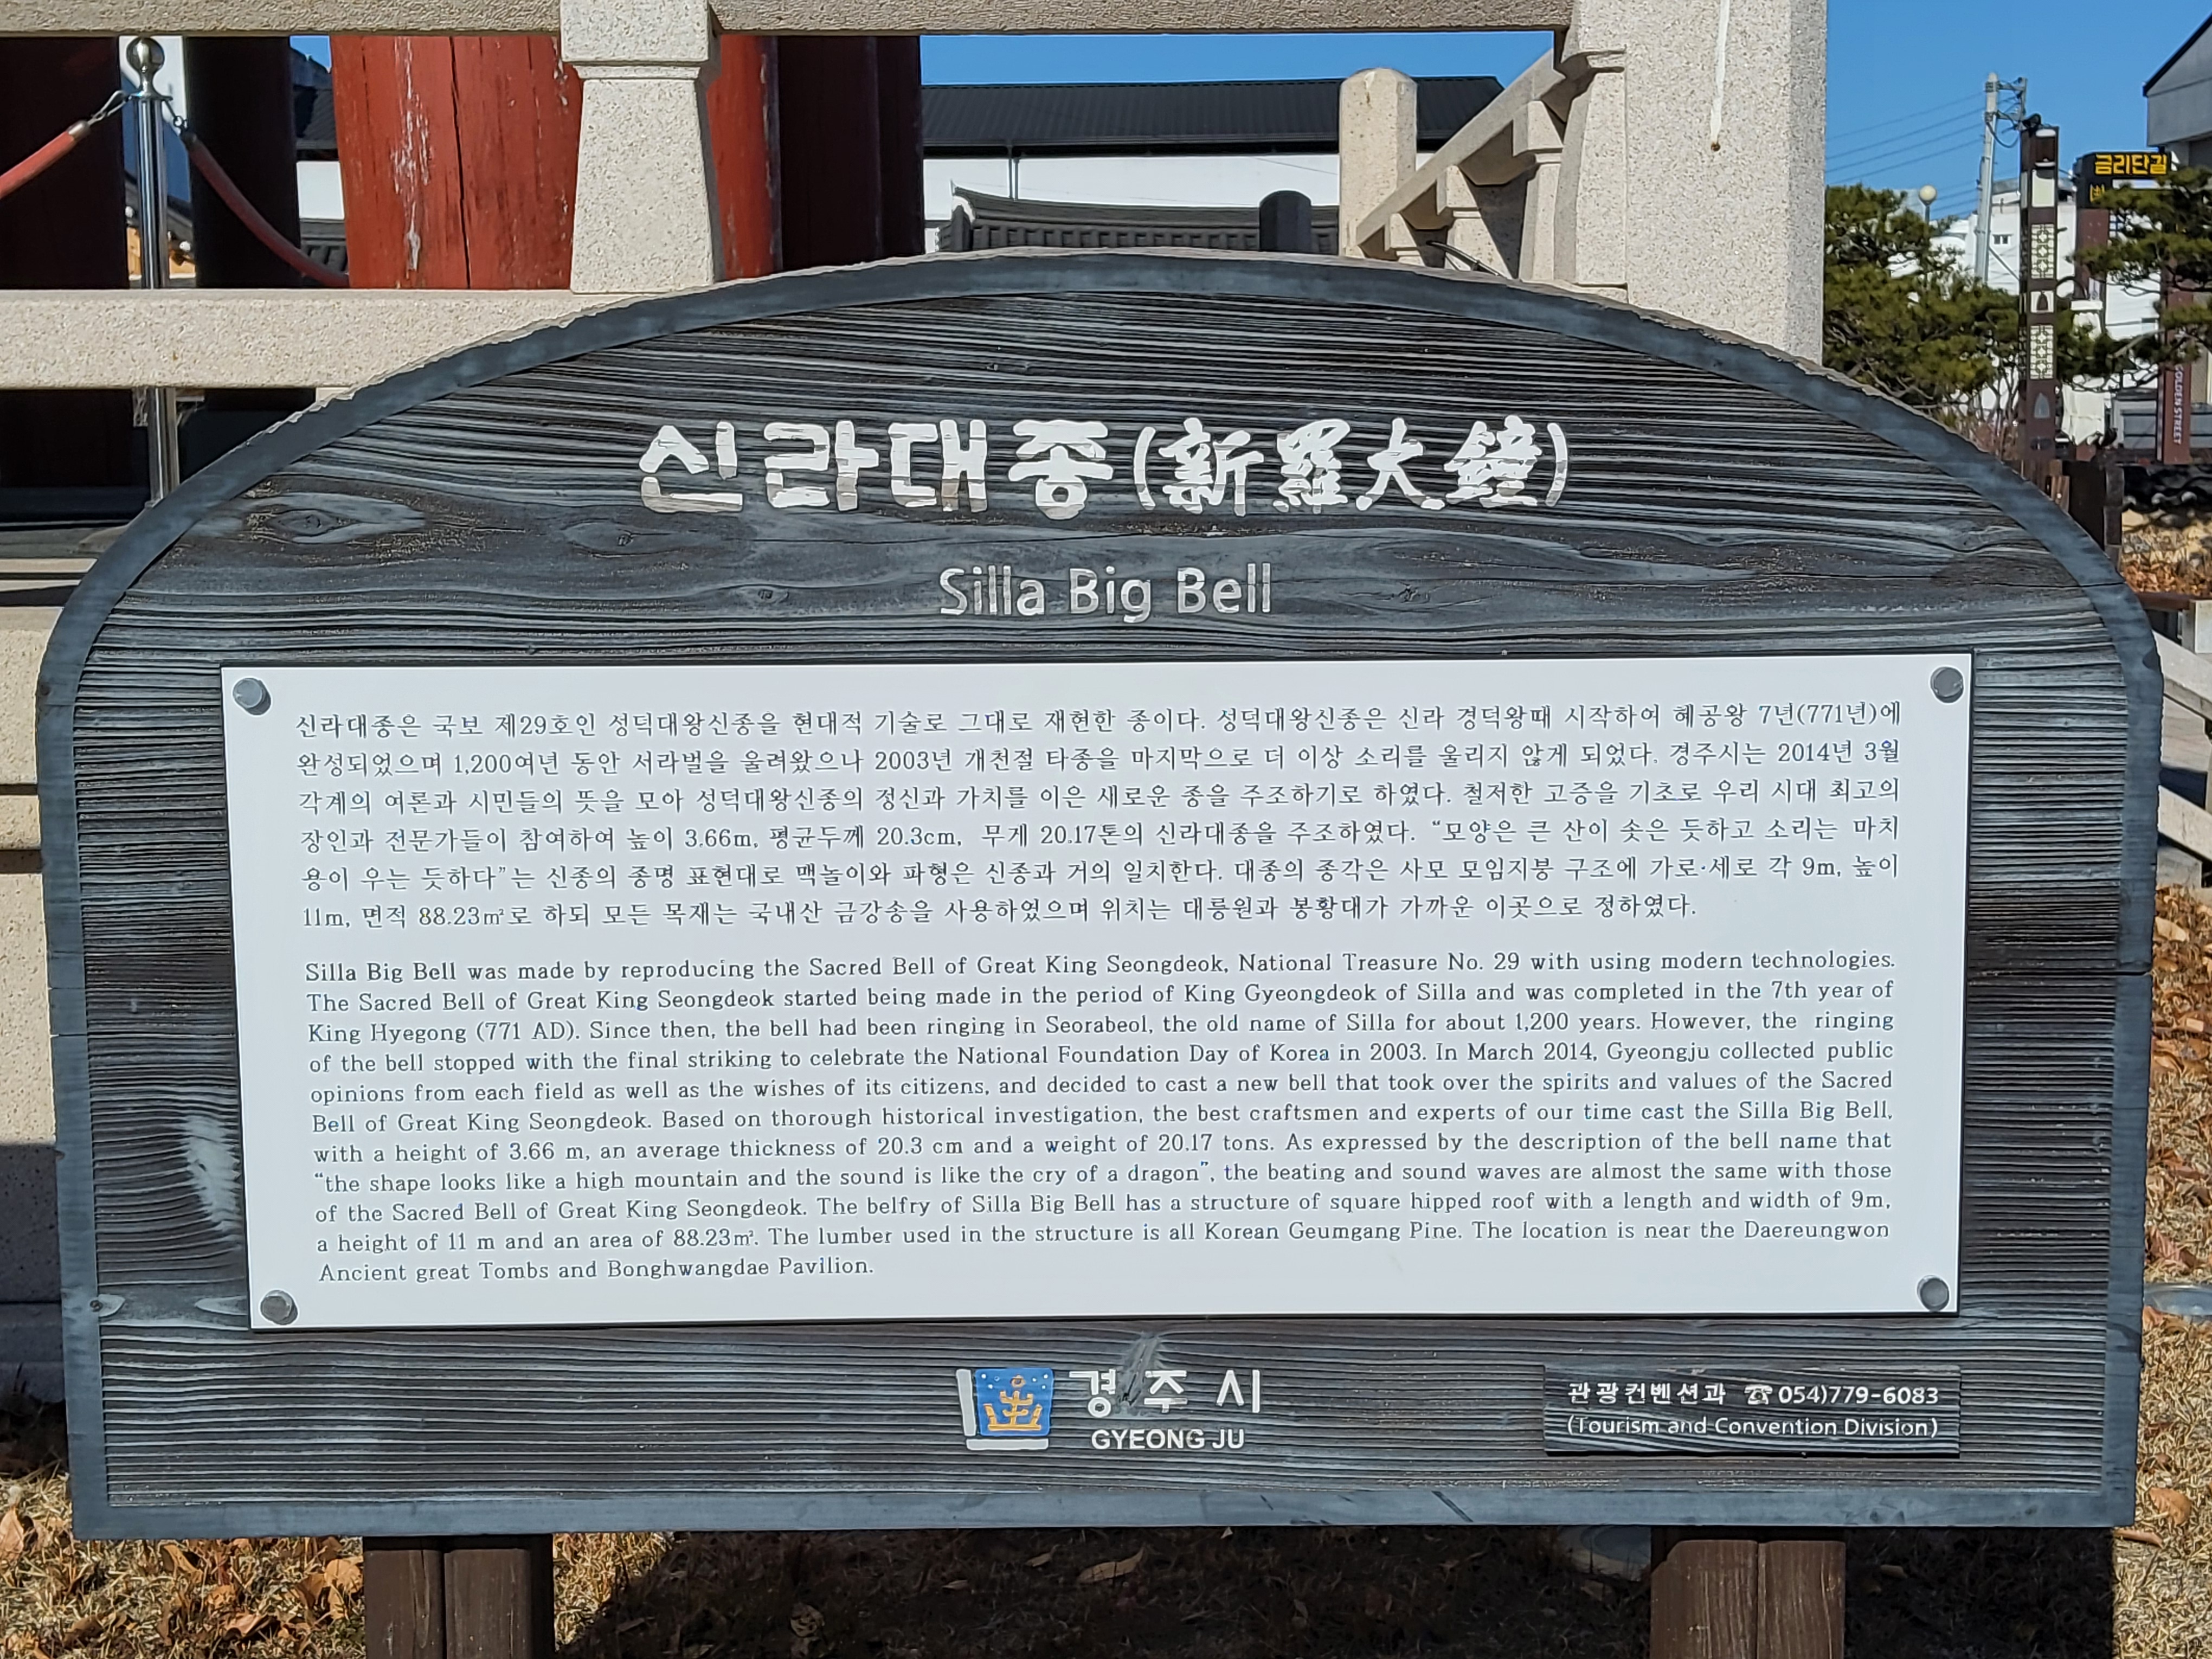 금리단길
GOLDEN STREET
신라대종(新羅大鐘)
Silla Big Bell
신라대종은 국보 제29호인 성덕대왕신종을 현대적 기술로 그대로 재현한 종이다. 성덕대왕신종은 신라 경덕왕때 시작하여 혜공왕 7년(771년)에
완성되었으며 1,200여년 동안 서라벌을 울려왔으나 2003년 개천절 타종을 마지막으로 더 이상 소리를 울리지 않게 되었다. 경주시는 2014년 3월
각계의 여론과 시민들의 뜻을 모아 성덕대왕신종의 정신과 가치를 이은 새로운 종을 주조하기로 하였다. 철저한 고증을 기초로 우리 시대 최고의
장인과 전문가들이 참여하여 높이 3.66m, 평균두께 20.3cm, 무게 20.17톤의 신라대종을 주조하였다. “모양은 큰 산이 솟은 듯하고 소리는 마치
용이 우는 듯하다”는 신종의 종명 표현대로 맥놀이와 파형은 신종과 거의 일치한다. 대종의 종각은 사모 모임지붕 구조에 가로·세로 각 9m, 높이
11m, 면적 88.23㎡로 하되 모든 목재는 국내산 금강송을 사용하였으며 위치는 대릉원과 봉황대가 가까운 이곳으로 정하였다.
Silla Big Bell was made by reproducing the Sacred Bell of Great King Seongdeok, National Treasure No. 29 with using modern technologies.
The Sacred Bell of Great King Seongdeok started being made in the period of King Gyeongdeok of Silla and was completed in the 7th year of
King Hyegong (771 AD). Since then, the bell had been ringing in Seorabeol, the old name of Silla for about 1,200 years. However, the ringing
of the bell stopped with the final striking to celebrate the National Foundation Day of Korea in 2003. In March 2014, Gyeongju collected public
opinions from each field as well as the wishes of its citizens, and decided to cast a new bell that took over the spirits and values of the Sacred
Bell of Great King Seongdeok. Based on thorough historical investigation, the best craftsmen and experts of our time cast the Silla Big Bell,
with a height of 3.66 m, an average thickness of 20.3 cm and a weight of 20.17 tons. As expressed by the description of the bell name that
“the shape looks like a high mountain and the sound is like the cry of a dragon”, the beating and sound waves are almost the same with those
of the Sacred Bell of Great King Seongdeok. The belfry of Silla Big Bell has a structure of square hipped roof with a length and width of 9m,
a height of 11 m and an area of 88.23㎡. The lumber used in the structure is all Korean Geumgang Pine. The location is near the Daereungwon
Ancient great Tombs and Bonghwangdae Pavilion.
경주시
GYEONG JU
관광컨벤션과 ☎054)779-6083
(Tourism and Convention Division)